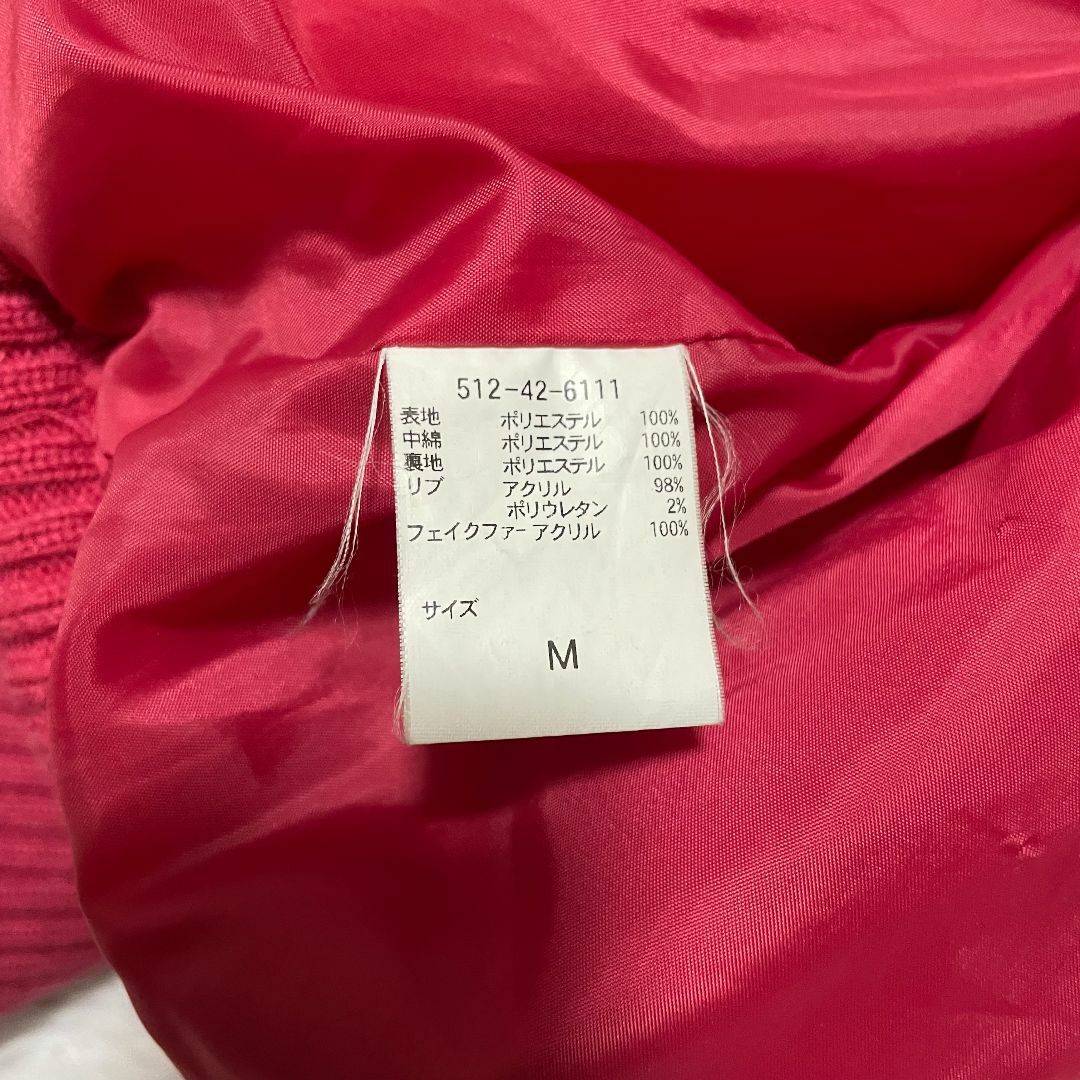 512-42-6111
表地 ポリエステル 100%
中綿 ポリエステル 100%
裏地 ポリエステル 100%
リブ アクリル 98%
ポリウレタン 2%
フェイクファー アクリル 100%
サイズ
M